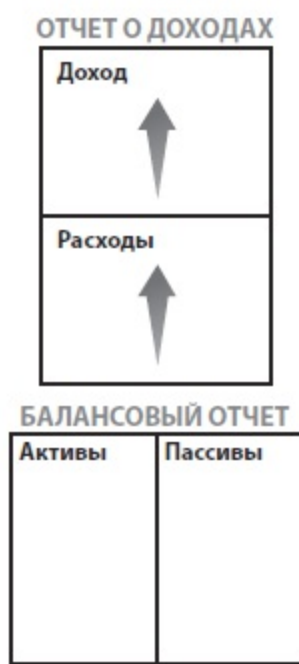 ОТЧЕТ О ДОХОДАХ
Доход
Расходы
БАЛАНСОВЫЙ ОТЧЕТ
Активы Пассивы